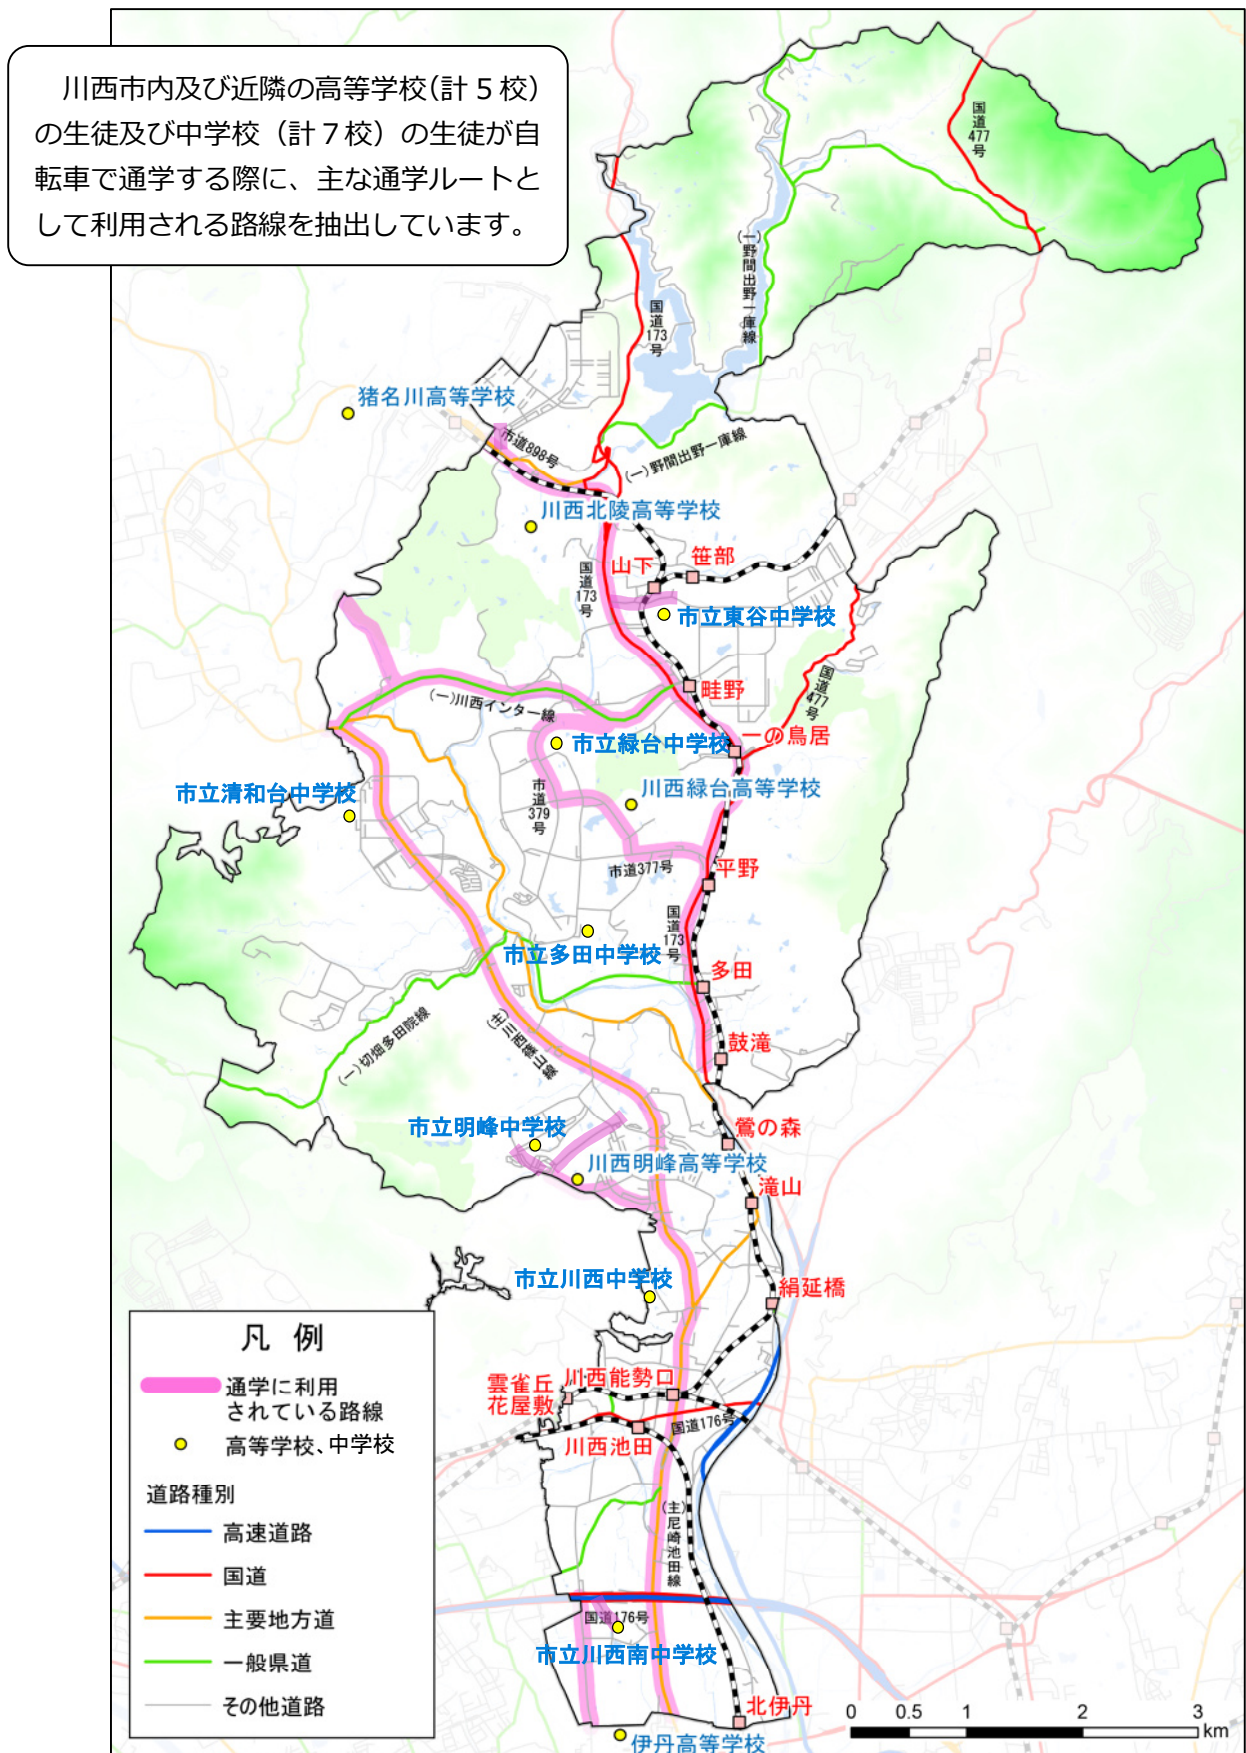 川西市内及び近隣の高等学校(計５校)
の生徒及び中学校（計７校）の生徒が自
転車で通学する際に、主な通学ルートと
して利用される路線を抽出しています。
国道477号
(一)野間出野一庫線
国道173号
猪名川高等学校
市道898号
(一)野間出野一庫線
川西北陵高等学校
山下
笹部
国道173号
市立東谷中学校
国道477号
畦野
(一)川西インター線
一の鳥居
市立緑台中学校
川西緑台高等学校
市立清和台中学校
市道379号
市道377号
平野
国道173号
市立多田中学校
多田
(一)切畑多田院線
(主)川西篠山線
鼓滝
市立明峰中学校
鶯の森
川西明峰高等学校
滝山
市立川西中学校
絹延橋
雲雀丘
花屋敷
川西能勢口
国道176号
川西池田
(主)尼崎池田線
国道176号
市立川西南中学校
北伊丹
伊丹高等学校
凡 例
通学に利用
されている路線
高等学校、中学校
道路種別
高速道路
国道
主要地方道
一般県道
その他道路
0 0.5 1 2 3
km